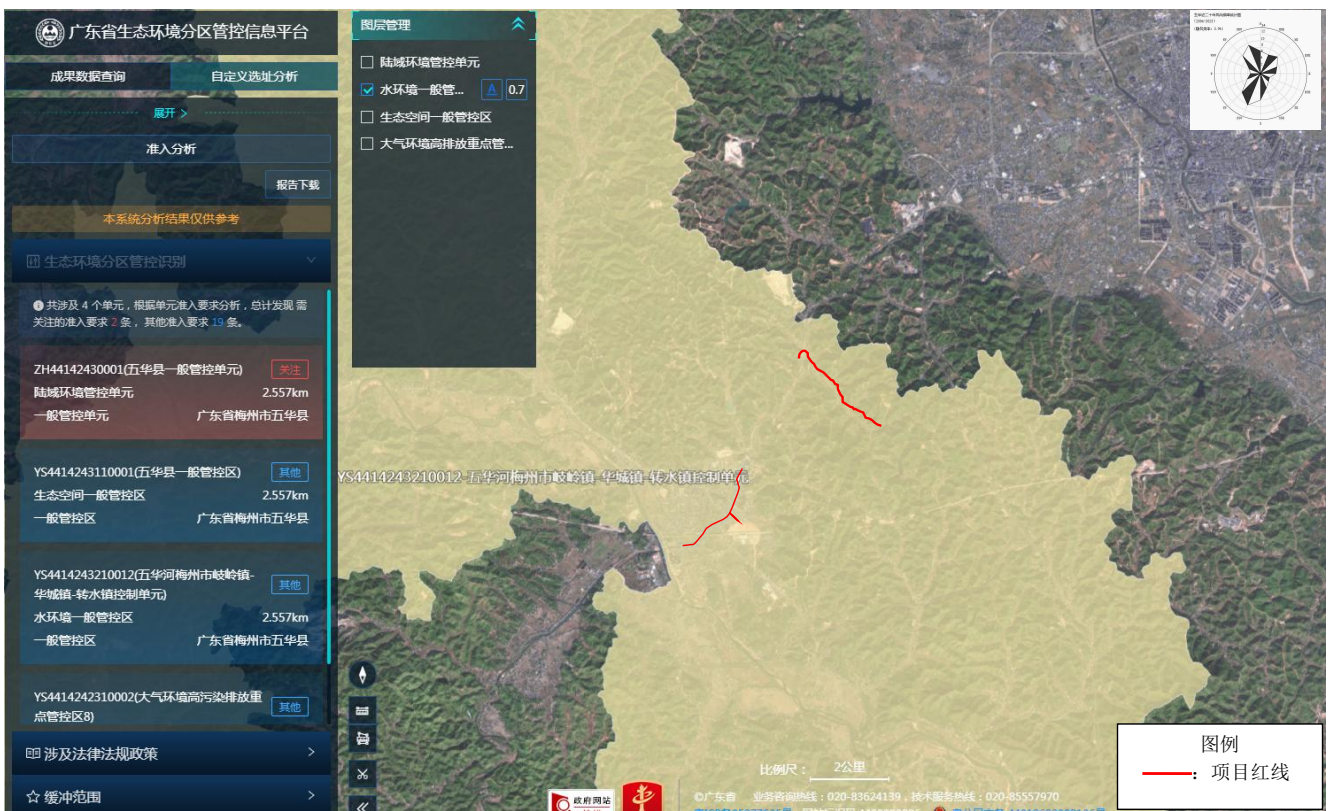 广东省生态环境分区管控信息平台
成果数据查询
自定义选址分析
展开 >
准入分析
报告下载
本系统分析结果仅供参考
生态环境分区管控识别
共涉及 4 个单元，根据单元准入要求分析，总计发现 需
关注的准入要求 2 条，其他准入要求 19 条。
ZH44142430001(五华县一般管控单元)
关注
陆域环境管控单元
2.557km
一般管控单元
广东省梅州市五华县
YS4414243110001(五华县一般管控区)
其他
生态空间一般管控区
2.557km
一般管控区
广东省梅州市五华县
YS4414243210012(五华河梅州市岐岭镇-
华城镇-转水镇控制单元)
其他
水环境一般管控区
2.557km
一般管控区
广东省梅州市五华县
YS4414242310002(大气环境高污染排放重
点管控区8)
其他
涉及法律法规政策
缓冲范围
图层管理
陆域环境管控单元
水环境一般管...
A
0.7
生态空间一般管控区
大气环境高排放重点管...
YS4414243210012-五华河梅州市岐岭镇-华城镇-转水镇控制单元
比例尺：
2公里
政府网站
©广东省 业务咨询热线：020-83624139，技术服务热线：020-85557970
图例
：项目红线